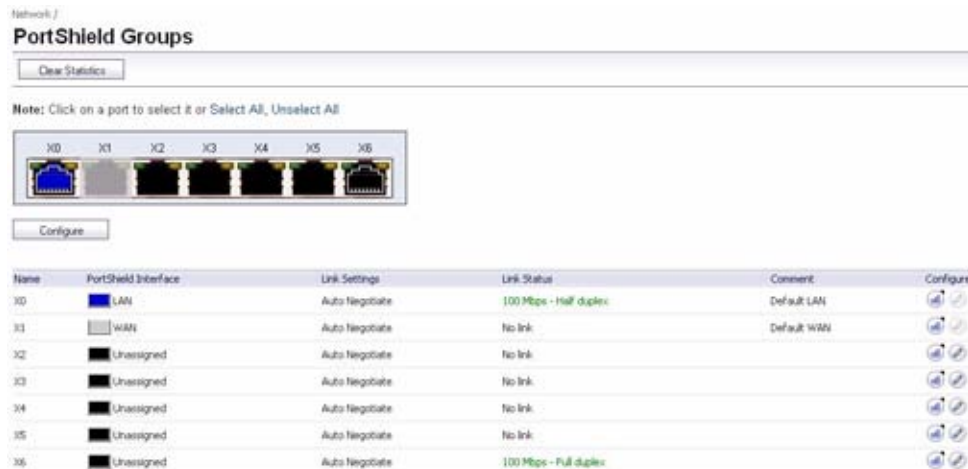 Network /
PortShield Groups
Clear Statistics
Note: Click on a port to select it or Select All, Unselect All
X0 X1 X2 X3 X4 X5 X6
Configure
Name PortShield Interface Link Settings Link Status Comment Configure
X0 LAN Auto Negotiate 100 Mbps - Half duplex Default LAN
X1 WAN Auto Negotiate No link Default WAN
X2 Unassigned Auto Negotiate No link
X3 Unassigned Auto Negotiate No link
X4 Unassigned Auto Negotiate No link
X5 Unassigned Auto Negotiate No link
X6 Unassigned Auto Negotiate 100 Mbps - Full duplex